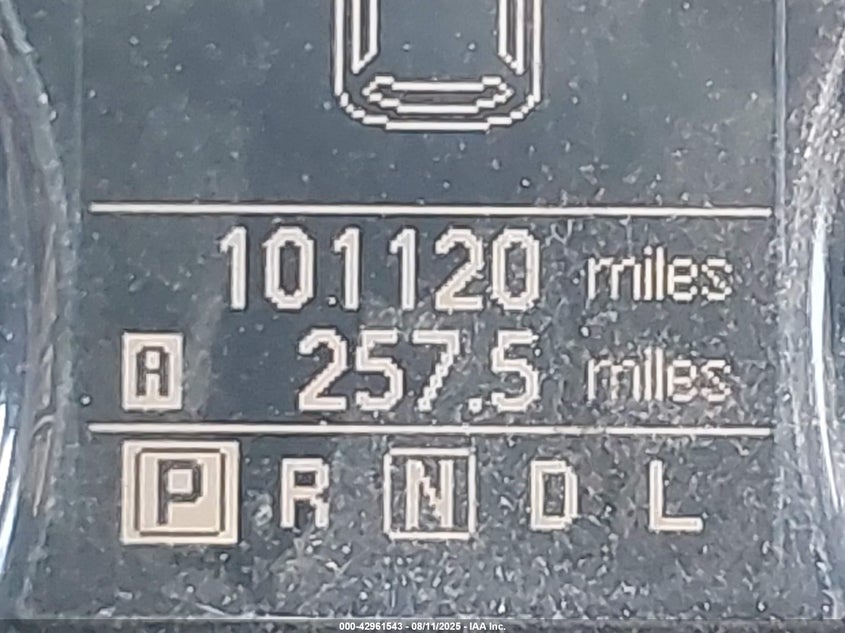 101120 miles
A 257.5 miles
P R N D L
000-42961543 - 08/11/2025 - IAA Inc.